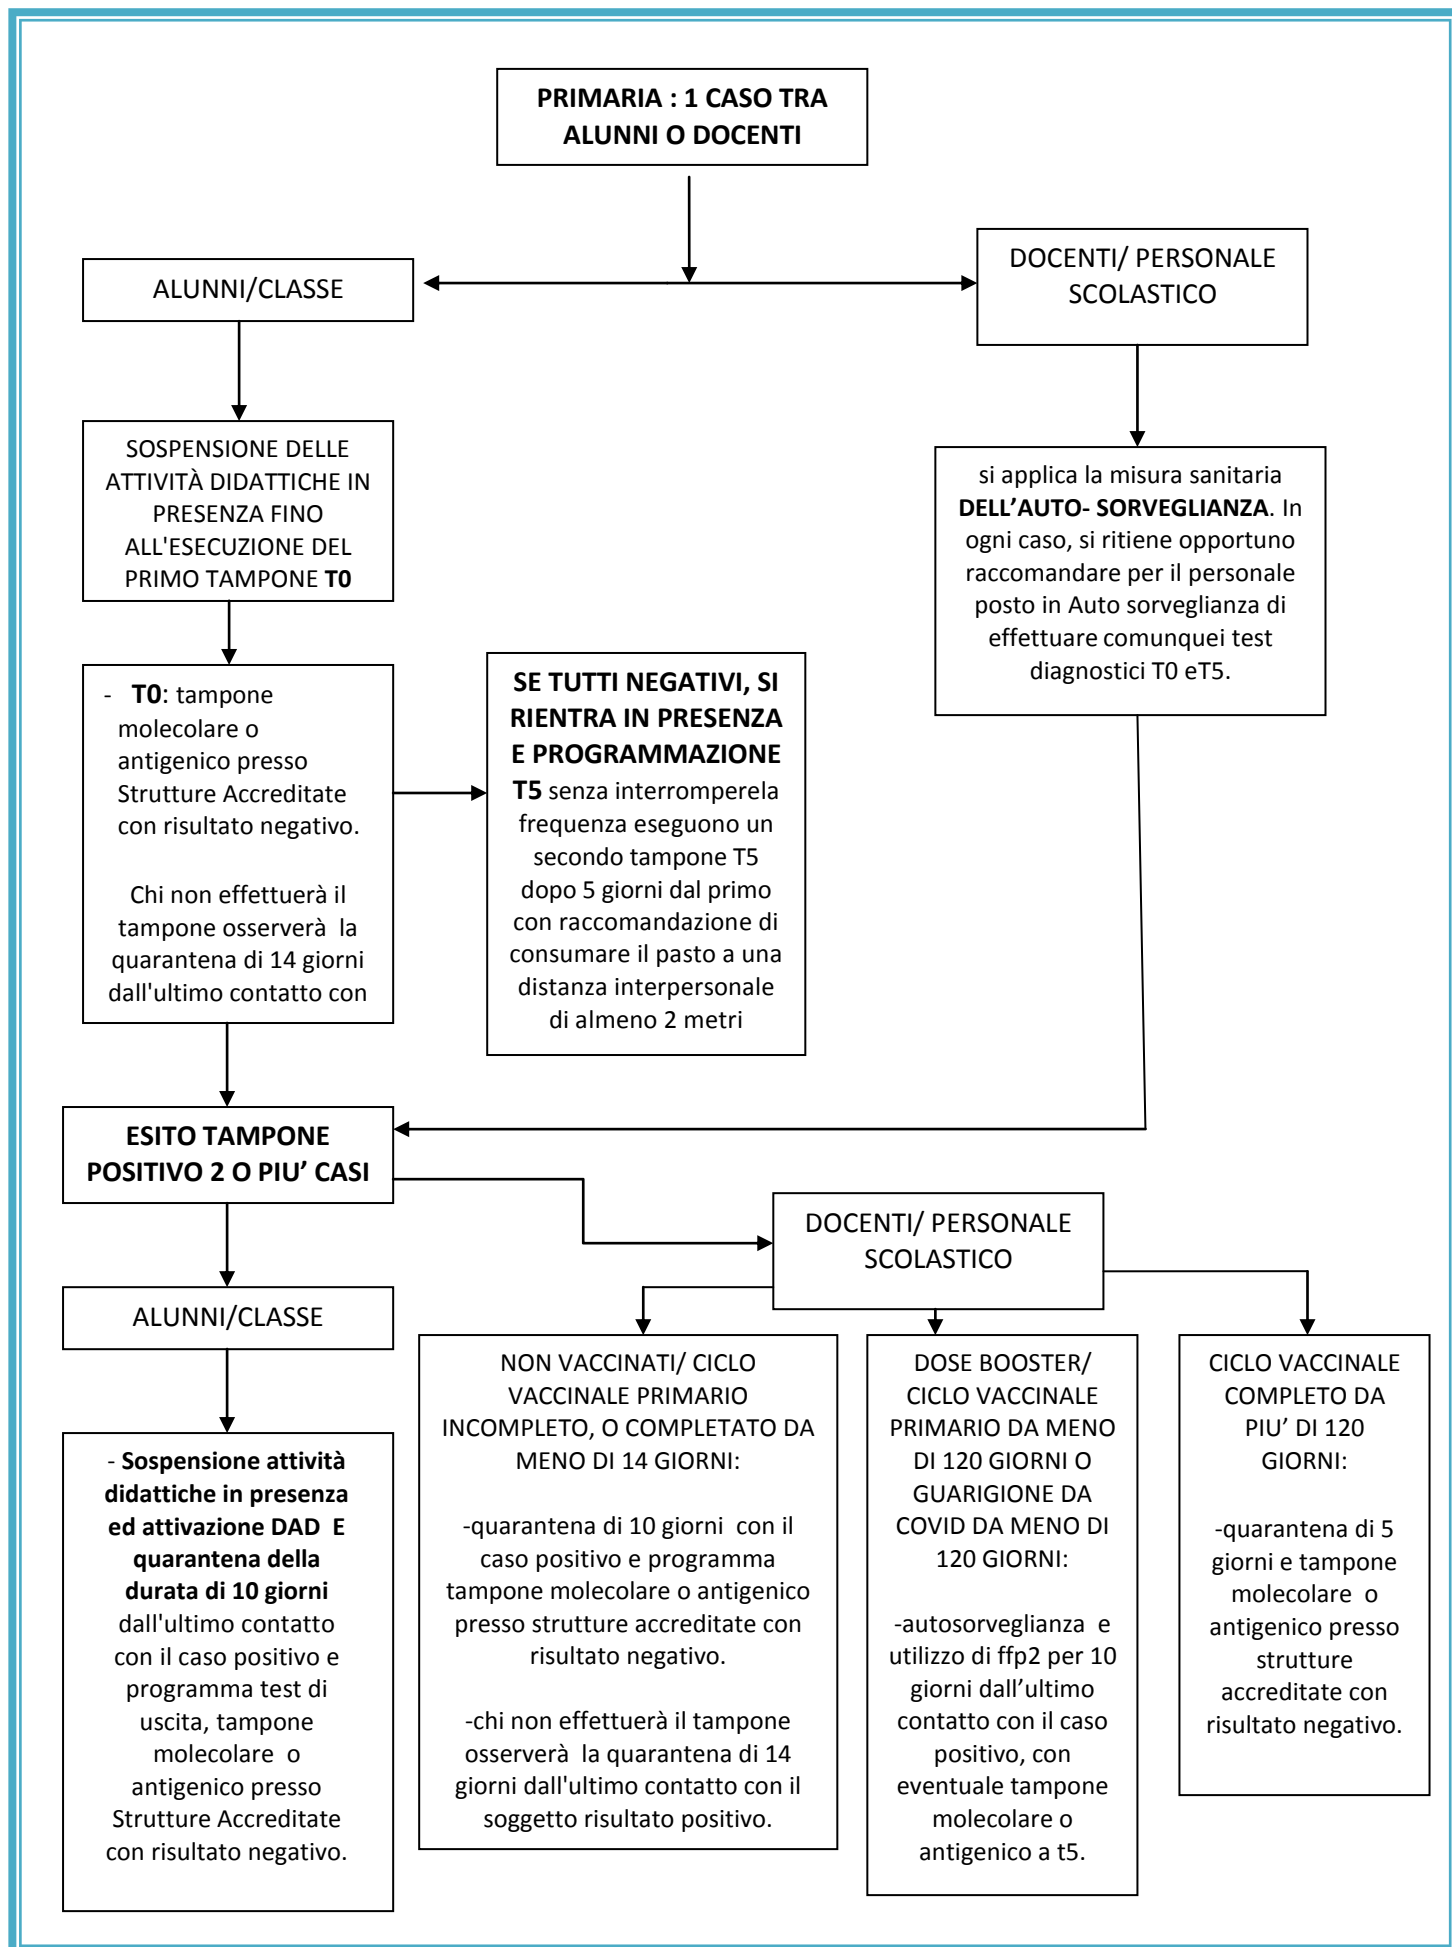 PRIMARIA : 1 CASO TRA
ALUNNI O DOCENTI
ALUNNI/CLASSE
DOCENTI/ PERSONALE
SCOLASTICO
SOSPENSIONE DELLE
ATTIVITÀ DIDATTICHE IN
PRESENZA FINO
ALL'ESECUZIONE DEL
PRIMO TAMPONE T0
si applica la misura sanitaria
DELL’AUTO- SORVEGLIANZA. In
ogni caso, si ritiene opportuno
raccomandare per il personale
posto in Auto sorveglianza di
effettuare comunquei test
diagnostici T0 eT5.
- T0: tampone
molecolare o
antigenico presso
Strutture Accreditate
con risultato negativo.
Chi non effettuerà il
tampone osserverà la
quarantena di 14 giorni
dall'ultimo contatto con
SE TUTTI NEGATIVI, SI
RIENTRA IN PRESENZA
E PROGRAMMAZIONE
T5 senza interromperela
frequenza eseguono un
secondo tampone T5
dopo 5 giorni dal primo
con raccomandazione di
consumare il pasto a una
distanza interpersonale
di almeno 2 metri
ESITO TAMPONE
POSITIVO 2 O PIU’ CASI
DOCENTI/ PERSONALE
SCOLASTICO
ALUNNI/CLASSE
- Sospensione attività
didattiche in presenza
ed attivazione DAD E
quarantena della
durata di 10 giorni
dall'ultimo contatto
con il caso positivo e
programma test di
uscita, tampone
molecolare o
antigenico presso
Strutture Accreditate
con risultato negativo.
NON VACCINATI/ CICLO
VACCINALE PRIMARIO
INCOMPLETO, O COMPLETATO DA
MENO DI 14 GIORNI:
-quarantena di 10 giorni con il
caso positivo e programma
tampone molecolare o antigenico
presso strutture accreditate con
risultato negativo.
-chi non effettuerà il tampone
osserverà la quarantena di 14
giorni dall'ultimo contatto con il
soggetto risultato positivo.
DOSE BOOSTER/
CICLO VACCINALE
PRIMARIO DA MENO
DI 120 GIORNI O
GUARIGIONE DA
COVID DA MENO DI
120 GIORNI:
-autosorveglianza e
utilizzo di ffp2 per 10
giorni dall’ultimo
contatto con il caso
positivo, con
eventuale tampone
molecolare o
antigenico a t5.
CICLO VACCINALE
COMPLETO DA
PIU’ DI 120
GIORNI:
-quarantena di 5
giorni e tampone
molecolare o
antigenico presso
strutture
accreditate con
risultato negativo.